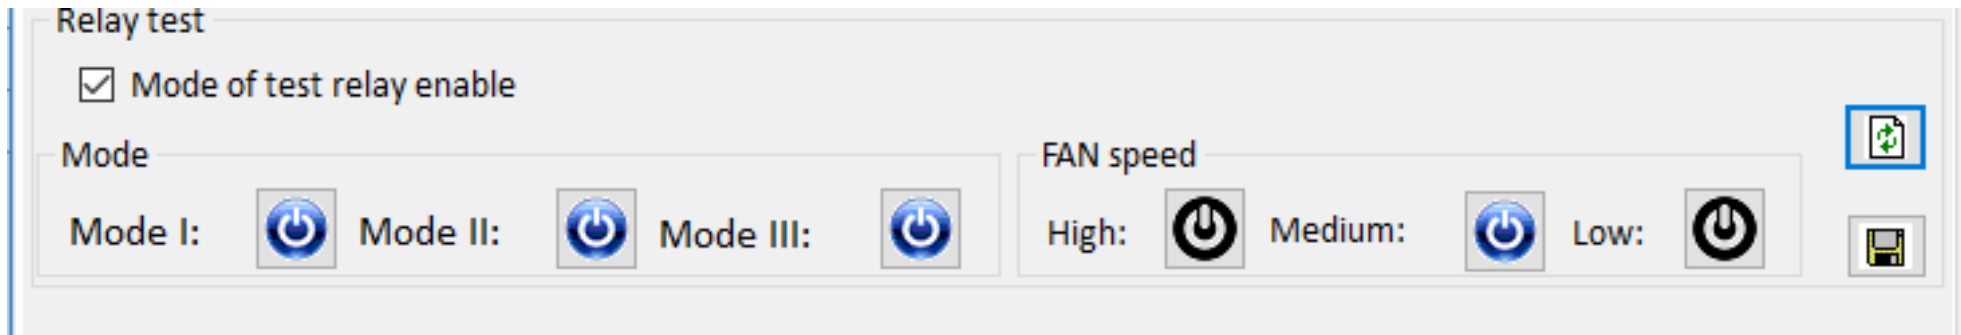 Relay test
Mode of test relay enable
Mode
FAN speed
Mode I:
Mode II:
Mode III:
High:
Medium:
Low: